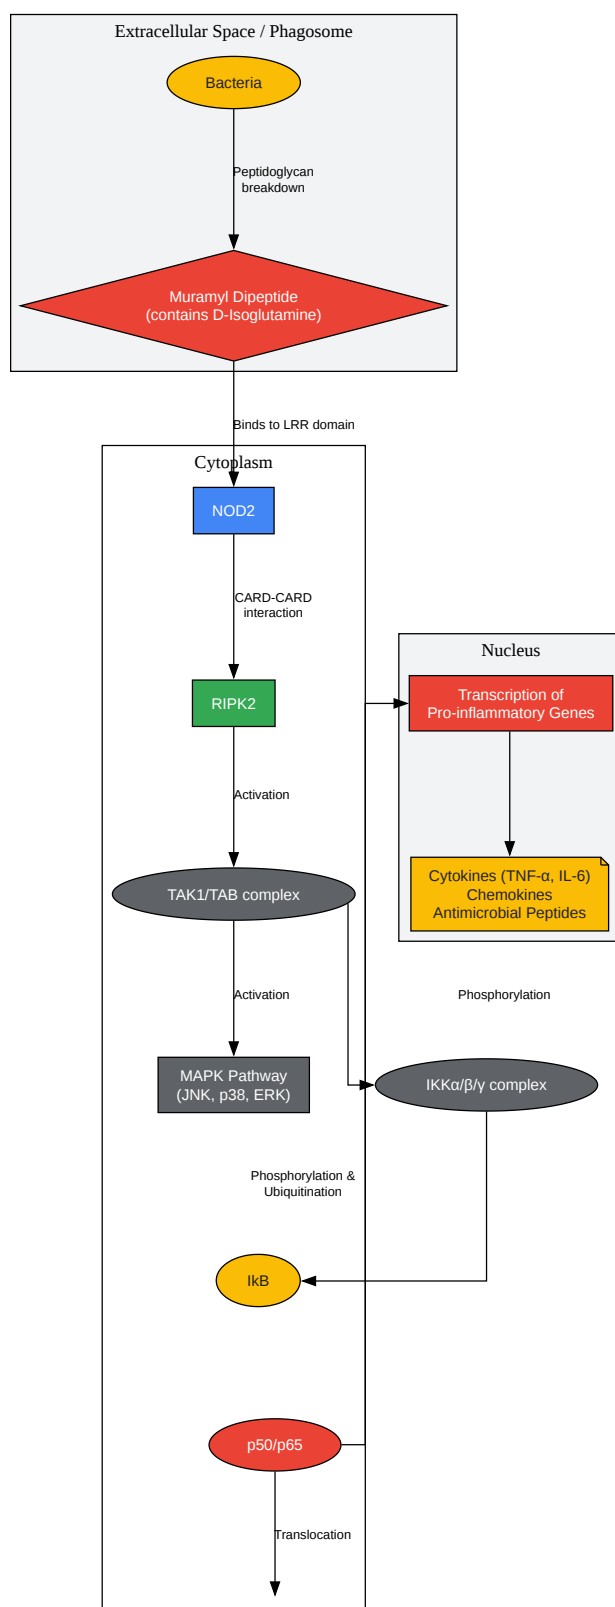 Extracellular Space / Phagosome
Bacteria
Peptidoglycan
breakdown
Muramyl Dipeptide
(contains D-Isoglutamine)
Binds to LRR domain
Cytoplasm
NOD2
CARD-CARD
interaction
RIPK2
Activation
TAK1/TAB complex
Activation
MAPK Pathway
(JNK, p38, ERK)
Nucleus
Transcription of
Pro-inflammatory Genes
Cytokines (TNF-α, IL-6)
Chemokines
Antimicrobial Peptides
Phosphorylation
IKKα/β/γ complex
Phosphorylation &
Ubiquitination
IkB
p50/p65
Translocation